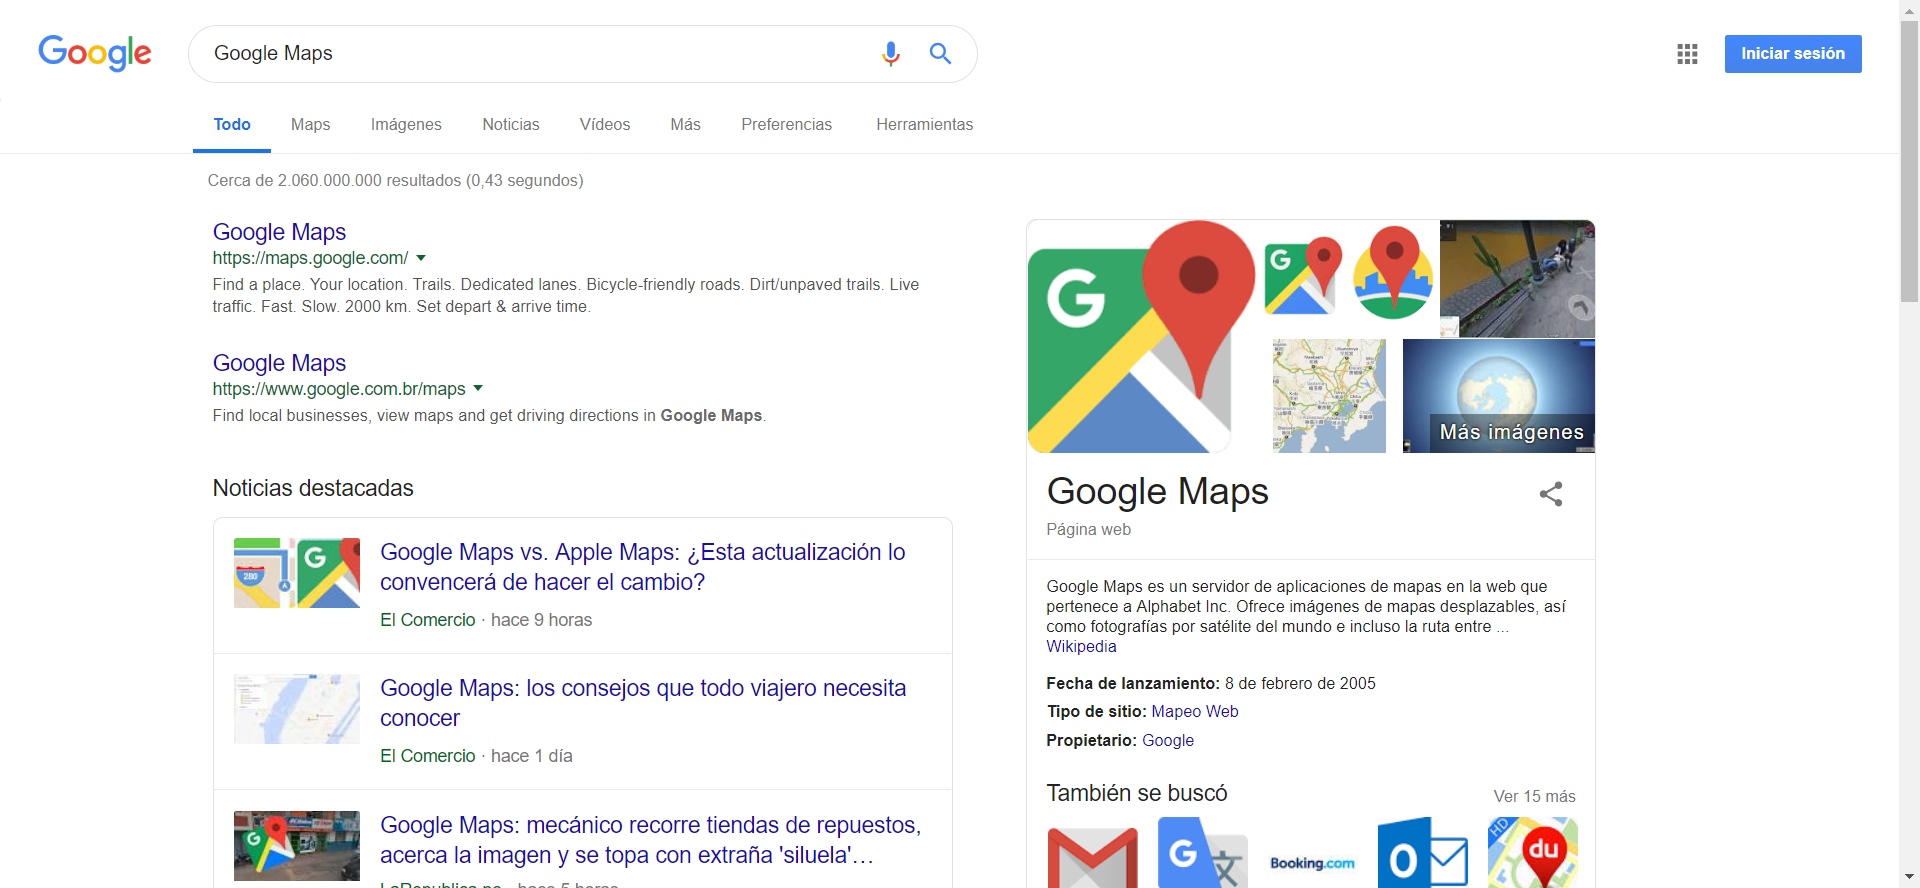 Google
Google Maps
Iniciar sesión
Todo
Maps
Imágenes
Noticias
Vídeos
Más
Preferencias
Herramientas
Cerca de 2.060.000.000 resultados (0,43 segundos)
Google Maps
https://maps.google.com/
Find a place. Your location. Trails. Dedicated lanes. Bicycle-friendly roads. Dirt/unpaved trails. Live
traffic. Fast. Slow. 2000 km. Set depart & arrive time.
Google Maps
https://www.google.com.br/maps
Find local businesses, view maps and get driving directions in Google Maps.
Noticias destacadas
280
G
Google Maps vs. Apple Maps: ¿Esta actualización lo
convencerá de hacer el cambio?
El Comercio · hace 9 horas
Google Maps: los consejos que todo viajero necesita
conocer
El Comercio · hace 1 día
G
Google Maps: mecánico recorre tiendas de repuestos,
acerca la imagen y se topa con extraña 'siluela'...
LaRepublica.pe · hace 5 horas
G
G
Más imágenes
Google Maps
Página web
Google Maps es un servidor de aplicaciones de mapas en la web que
pertenece a Alphabet Inc. Ofrece imágenes de mapas desplazables, así
como fotografías por satélite del mundo e incluso la ruta entre ...
Wikipedia
Fecha de lanzamiento: 8 de febrero de 2005
Tipo de sitio: Mapeo Web
Propietario: Google
También se buscó
Ver 15 más
G
文
Booking.com
O
HD
du